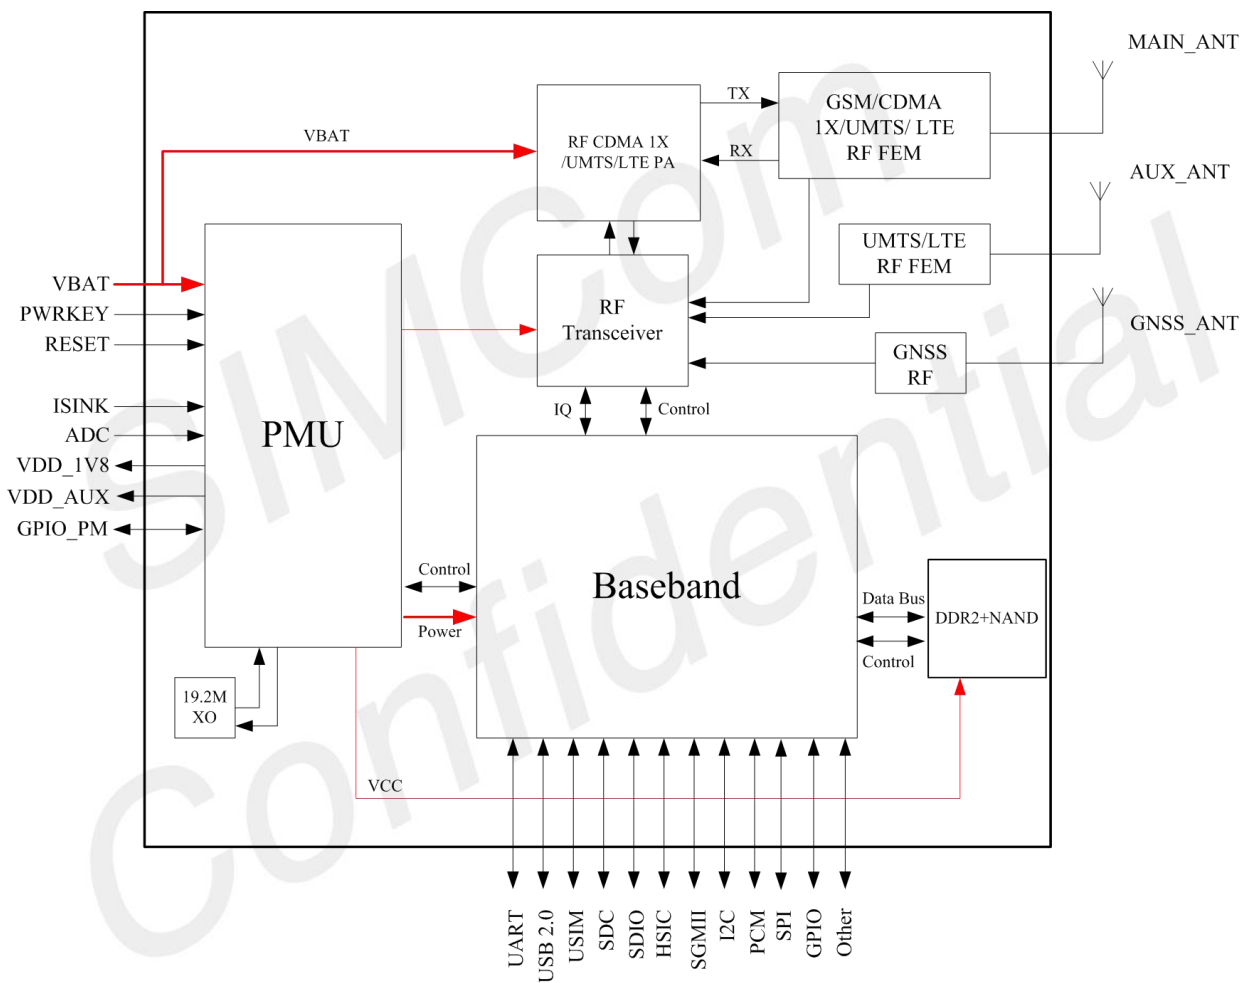 MAIN_ANT
TX
GSM/CDMA
1X/UMTS/ LTE
RF FEM
VBAT
RF CDMA 1X
/UMTS/LTE PA
RX
AUX_ANT
UMTS/LTE
RF FEM
VBAT
PWRKEY
RESET
RF
Transceiver
GNSS_ANT
GNSS
RF
ISINK
ADC
VDD_1V8
VDD_AUX
GPIO_PM
PMU
IQ
Control
Control
Power
Baseband
Data Bus
Control
DDR2+NAND
19.2M
XO
VCC
UART
USB 2.0
USIM
SDC
SDIO
HSIC
SGMII
I2C
PCM
SPI
GPIO
Other
SIMCom
Confidential